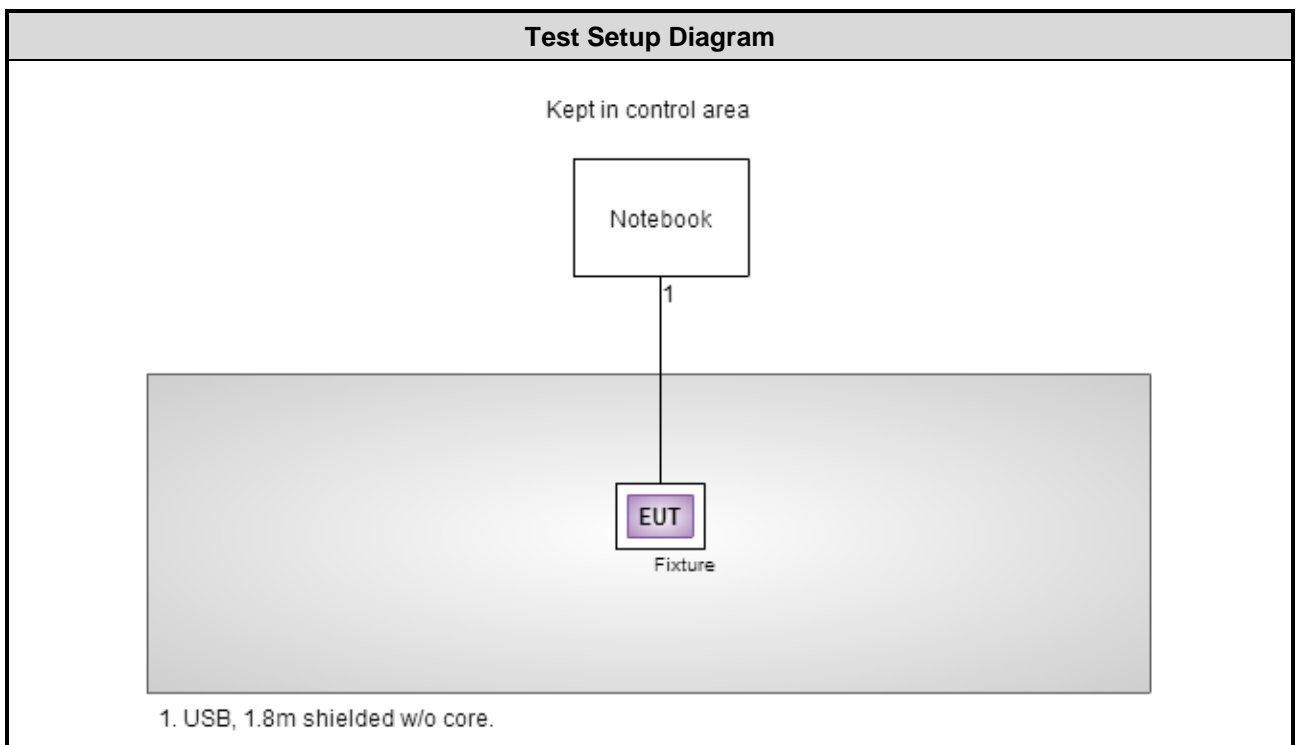 Test Setup Diagram
Kept in control area
Notebook
1
EUT
Fixture
1. USB, 1.8m shielded w/o core.